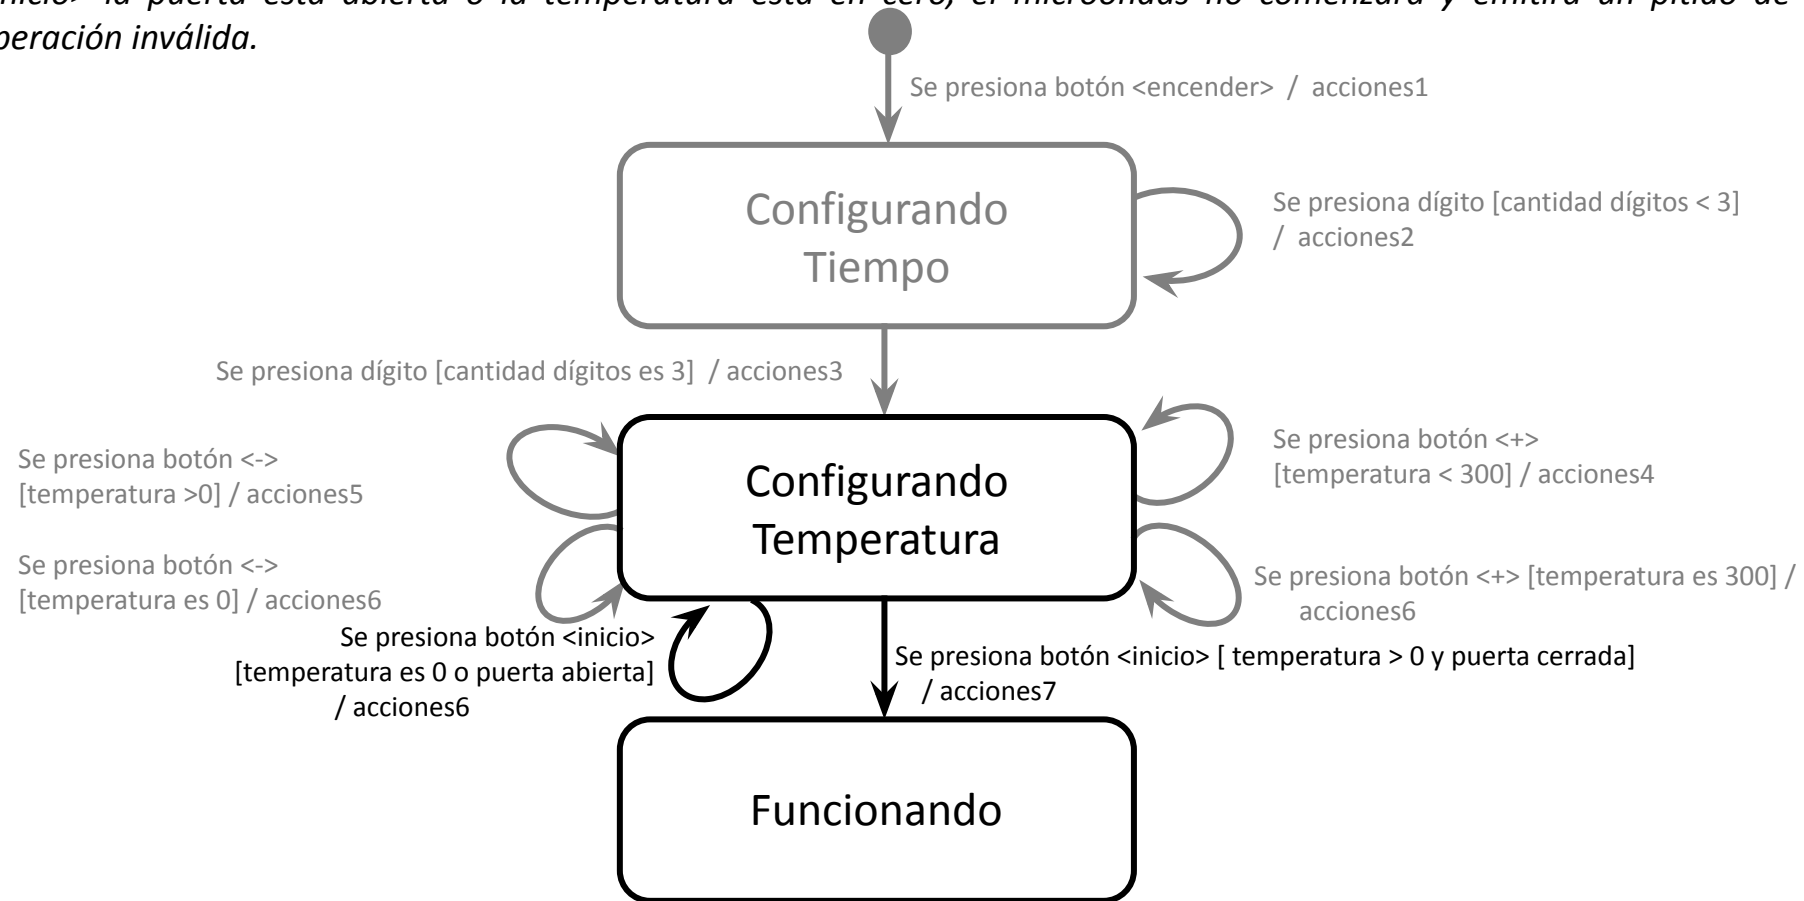 la puerta está abierta o la temperatura está en cero, el microondas no comenzará y emitirá un pitido de
peración inválida.
Se presiona botón <encender> / acciones1
Configurando
Tiempo
Se presiona dígito [cantidad dígitos < 3]
/ acciones2
Se presiona dígito [cantidad dígitos es 3] / acciones3
Se presiona botón <->
[temperatura >0] / acciones5
Configurando
Temperatura
Se presiona botón <+>
[temperatura < 300] / acciones4
Se presiona botón <->
[temperatura es 0] / acciones6
Se presiona botón <+> [temperatura es 300] /
acciones6
Se presiona botón <inicio>
[temperatura es 0 o puerta abierta]
/ acciones6
Se presiona botón <inicio> [ temperatura > 0 y puerta cerrada]
/ acciones7
Funcionando